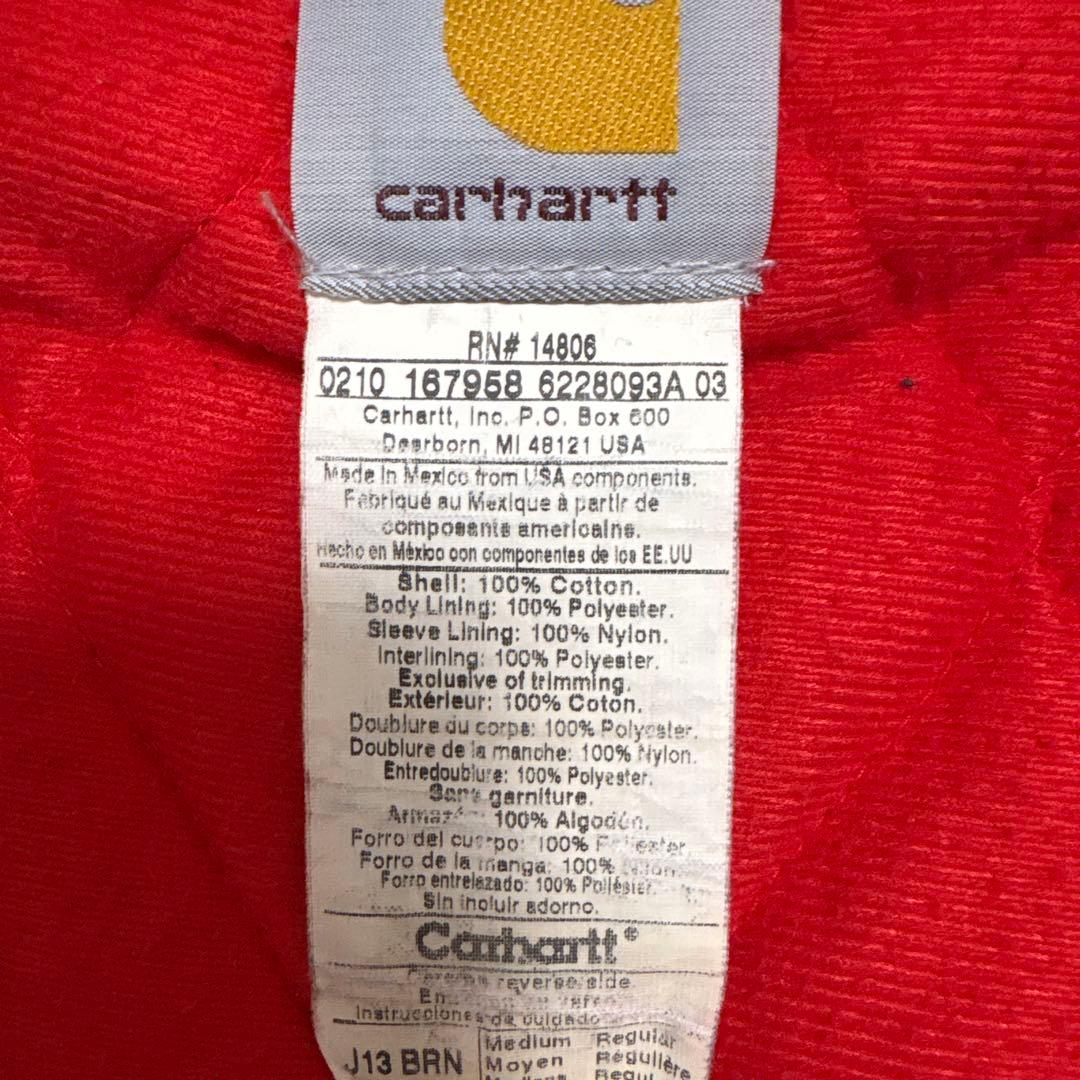 carhartt
RN# 14806
0210 167958 6228093A 03
Carhartt, Inc. P.O. Box 600
Dearborn, MI 48121 USA
Made in Mexico from USA components.
Fabriqué au Mexique à partir de
composants americains.
Hecho en México con componentes de los EE.UU
Shell: 100% Cotton.
Body Lining: 100% Polyester.
Sleeve Lining: 100% Nylon.
Interlining: 100% Polyester.
Exclusive of trimming.
Extérieur: 100% Coton.
Doublure du corps: 100% Polyester.
Doublure de la manche: 100% Nylon.
Entredoublure: 100% Polyester.
Sans garniture.
100% Algodón.
Forro del cuerpo: 100%
Forro de la manga: 100%
Forro entrelazado: 100% Poliéster.
Sin incluir adorno.
Carhartt®
reverse side
Instrucciones de cuidado
J13 BRN
Medium Regular
Moyen Régulière